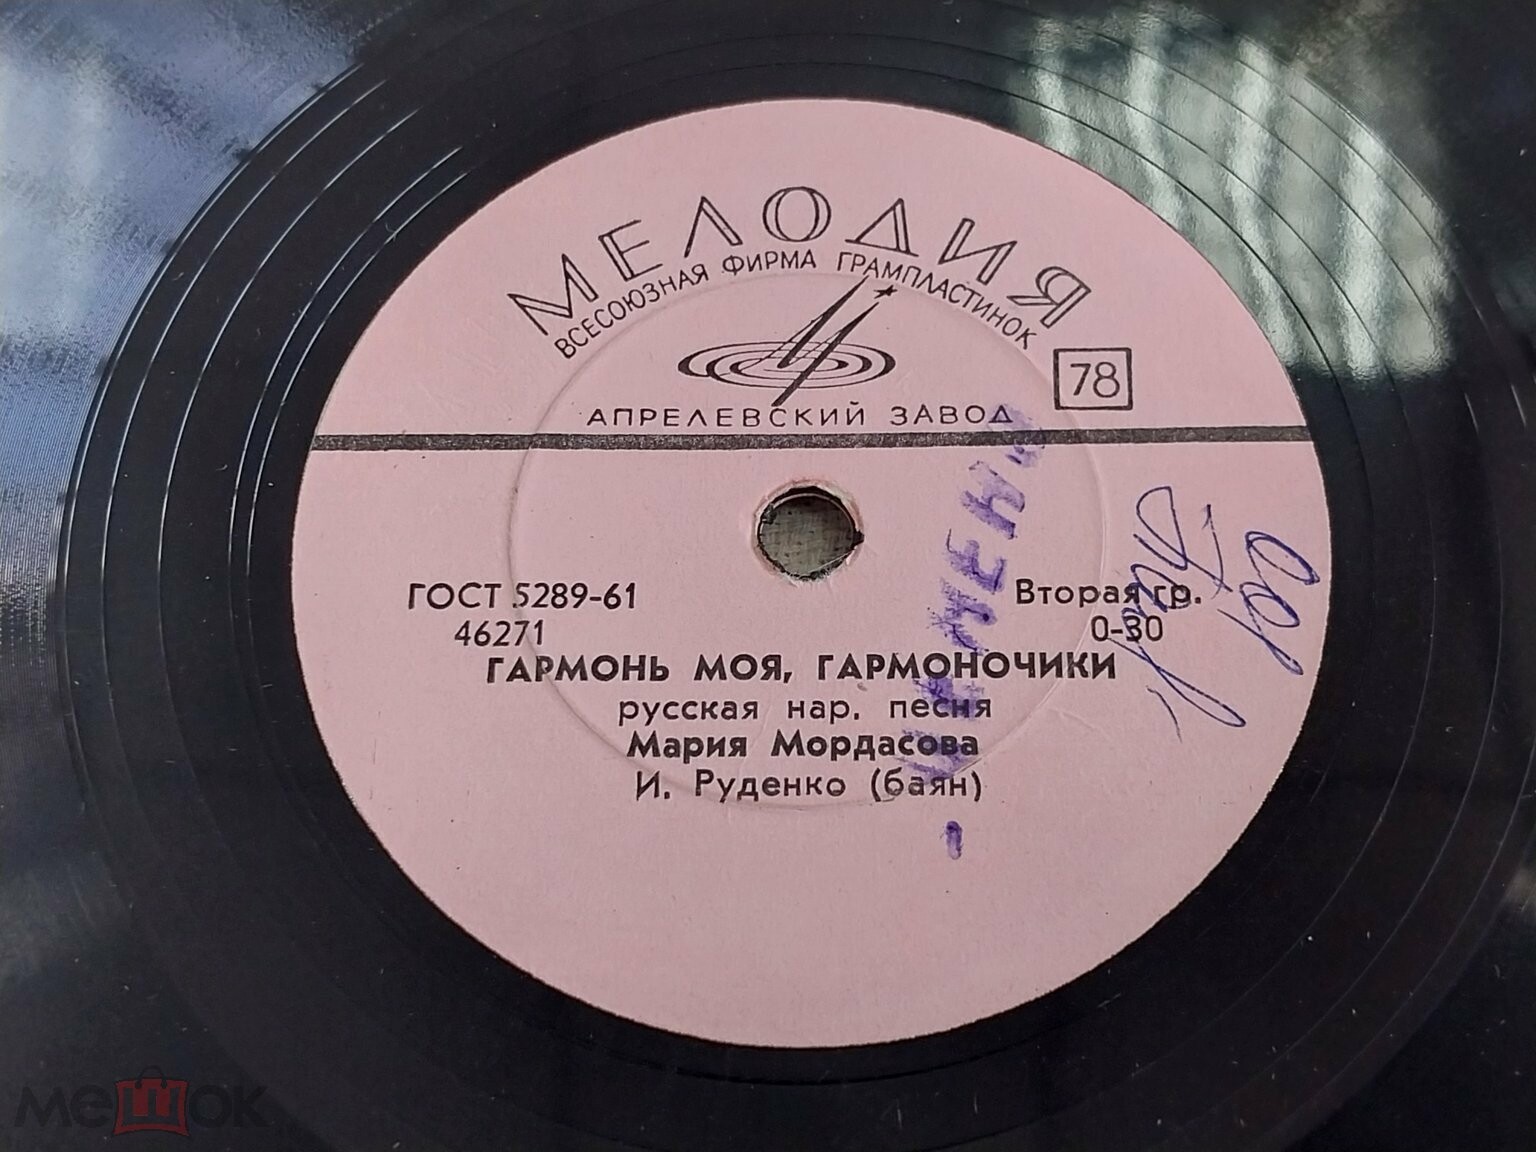 МЕЛОДИЯ
ВСЕСОЮЗНАЯ ФИРМА ГРАМПЛАСТИНОК
78
АПРЕЛЕВСКИЙ ЗАВОД
ГОСТ 5289-61
Вторая гр.
46271
0-30
ГАРМОНЬ МОЯ, ГАРМОНОЧИКИ
русская нар. песня
Мария Мордасова
И. Руденко (баян)
мешок